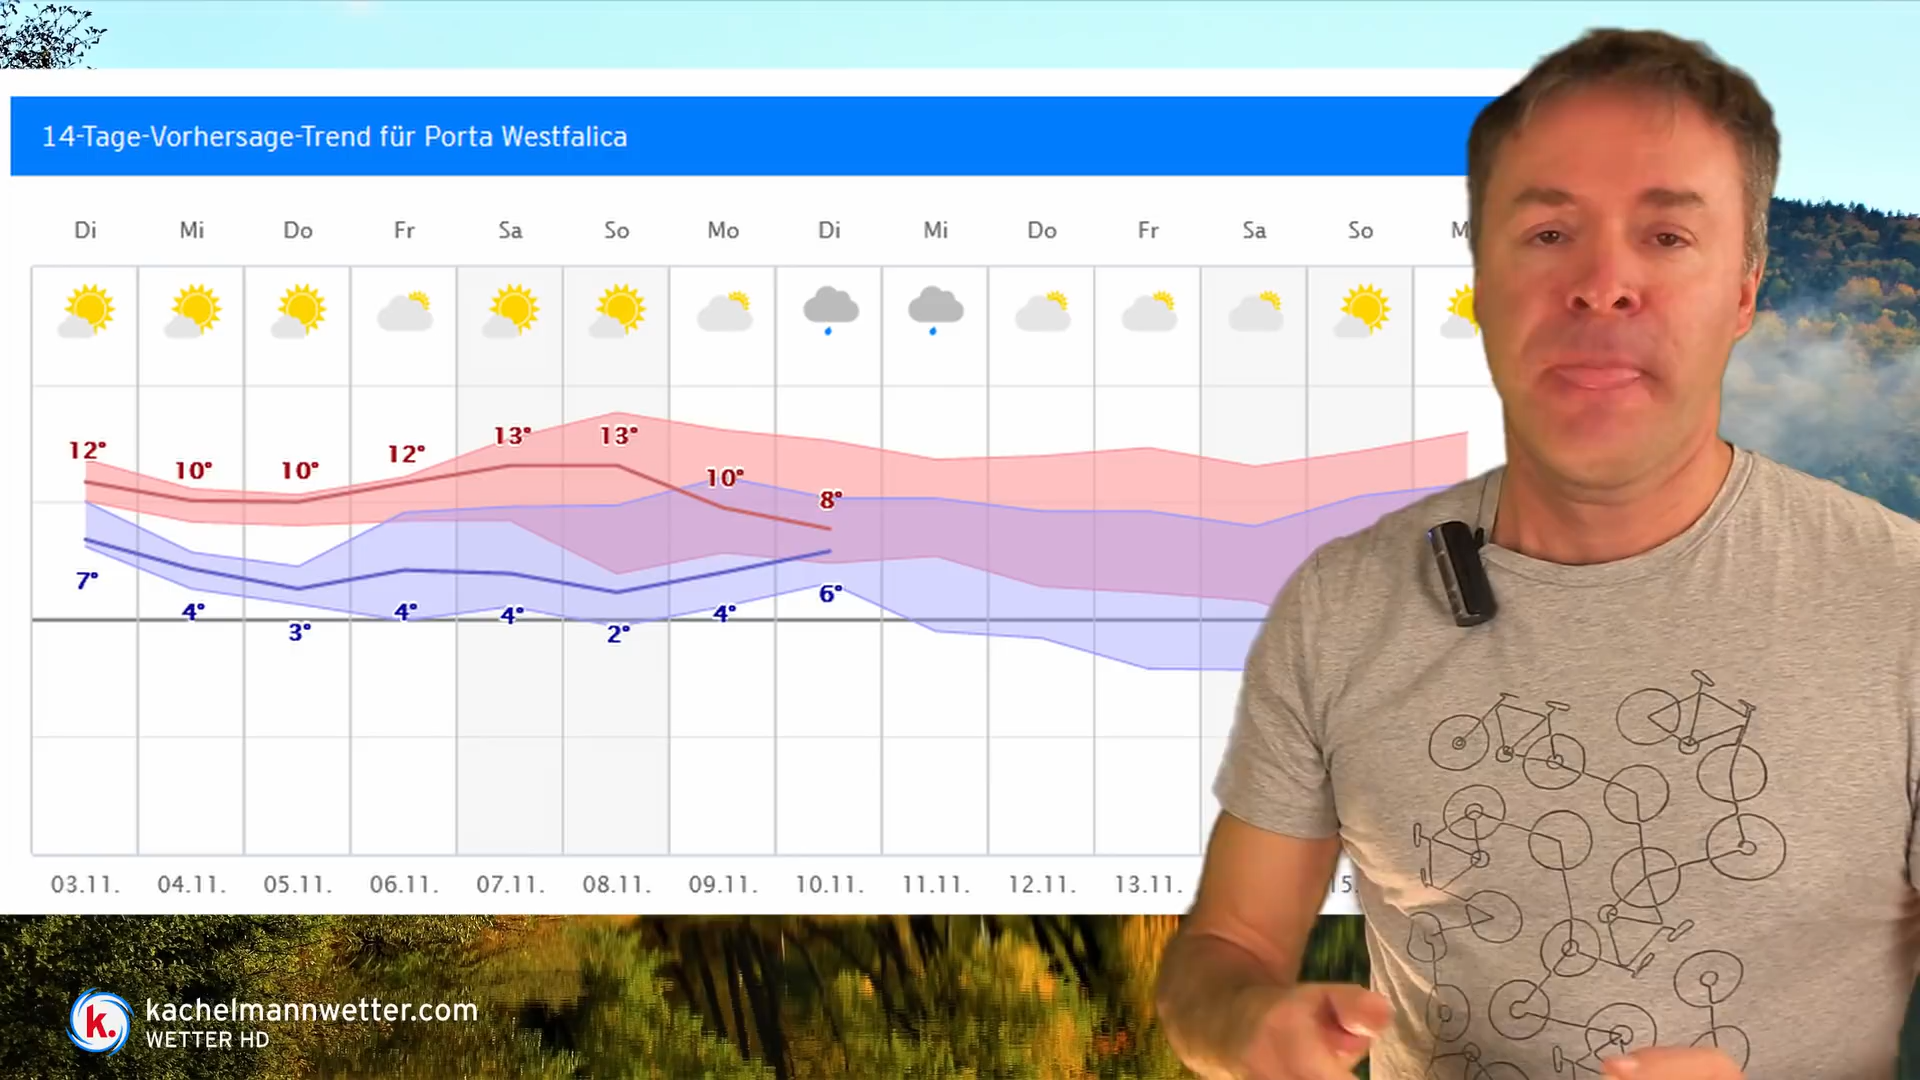 14-Tage-Vorhersage-Trend für Porta Westfalica
Di Mi Do Fr Sa So Mo Di Mi Do Fr Sa So
12° 10° 10° 12° 13° 13° 10° 8°
7° 4° 3° 4° 4° 2° 4° 6°
03.11. 04.11. 05.11. 06.11. 07.11. 08.11. 09.11. 10.11. 11.11. 12.11. 13.11.
k. kachelmannwetter.com
WETTER HD